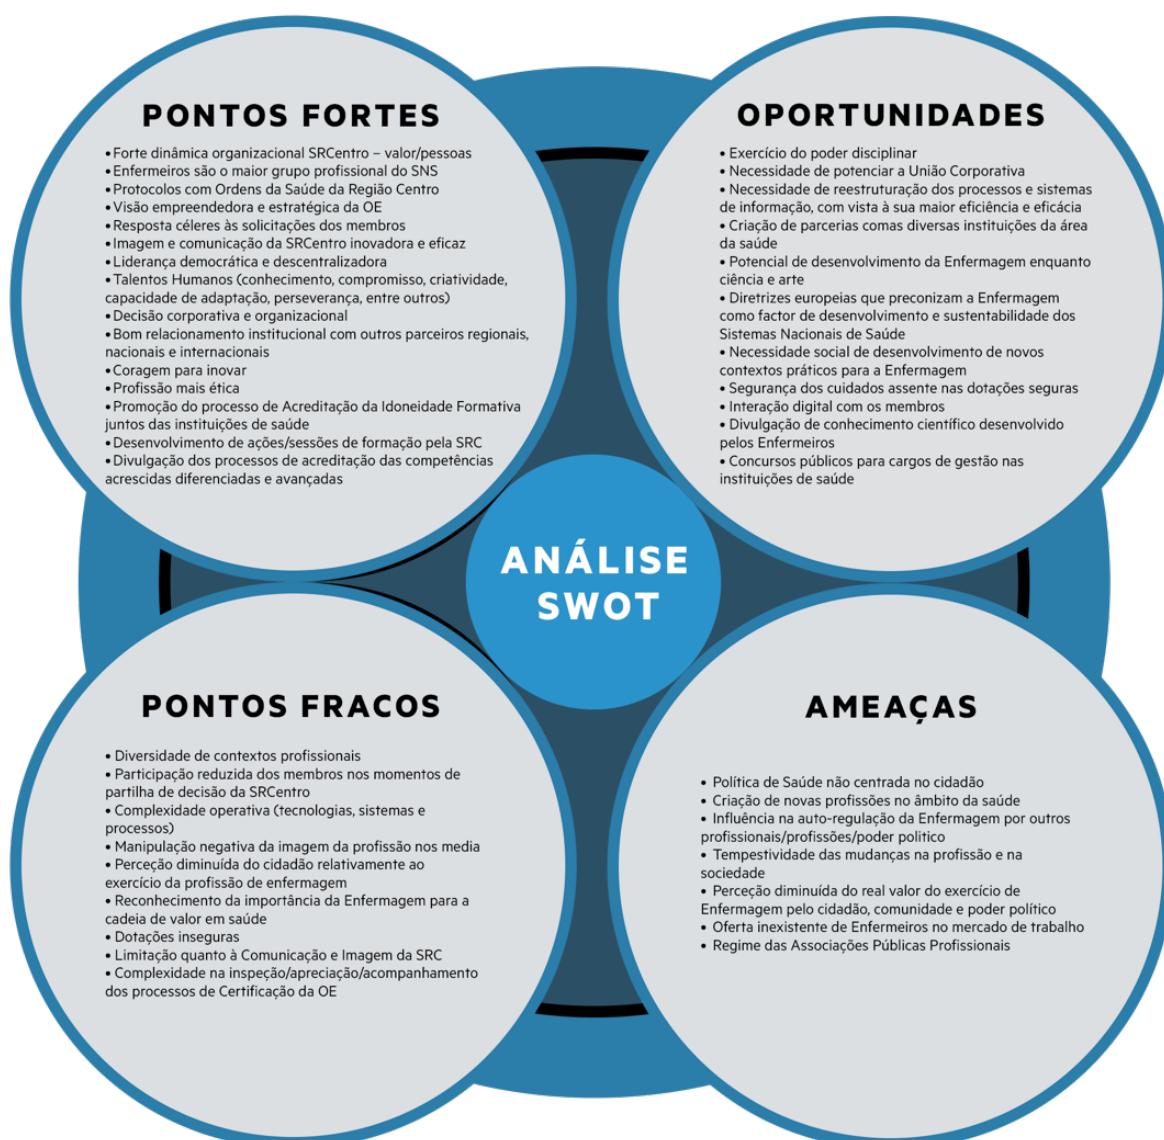 PONTOS FORTES
• Forte dinâmica organizacional SRCentro – valor/pessoas
• Enfermeiros são o maior grupo profissional do SNS
• Protocolos com Ordens da Saúde da Região Centro
• Visão empreendedora e estratégica da OE
• Resposta céleres às solicitações dos membros
• Imagem e comunicação da SRCentro inovadora e eficaz
• Liderança democrática e descentralizadora
• Talentos Humanos (conhecimento, compromisso, criatividade,
capacidade de adaptação, perseverança, entre outros)
• Decisão corporativa e organizacional
• Bom relacionamento institucional com outros parceiros regionais,
nacionais e internacionais
• Coragem para inovar
• Profissão mais ética
• Promoção do processo de Acreditação da Idoneidade Formativa
juntos das instituições de saúde
• Desenvolvimento de ações/sessões de formação pela SRC
• Divulgação dos processos de acreditação das competências
acrescidas diferenciadas e avançadas
OPORTUNIDADES
• Exercício do poder disciplinar
• Necessidade de potenciar a União Corporativa
• Necessidade de reestruturação dos processos e sistemas
de informação, com vista à sua maior eficiência e eficácia
• Criação de parcerias comas diversas instituições da área
da saúde
• Potencial de desenvolvimento da Enfermagem enquanto
ciência e arte
• Diretrizes europeias que preconizam a Enfermagem
como factor de desenvolvimento e sustentabilidade dos
Sistemas Nacionais de Saúde
• Necessidade social de desenvolvimento de novos
contextos práticos para a Enfermagem
• Segurança dos cuidados assente nas dotações seguras
• Interação digital com os membros
• Divulgação de conhecimento científico desenvolvido
pelos Enfermeiros
• Concursos públicos para cargos de gestão nas
instituições de saúde
ANÁLISE
SWOT
PONTOS FRACOS
• Diversidade de contextos profissionais
• Participação reduzida dos membros nos momentos de
partilha de decisão da SRCentro
• Complexidade operativa (tecnologias, sistemas e
processos)
• Manipulação negativa da imagem da profissão nos media
• Perceção diminuída do cidadão relativamente ao
exercício da profissão de enfermagem
• Reconhecimento da importância da Enfermagem para a
cadeia de valor em saúde
• Dotações inseguras
• Limitação quanto à Comunicação e Imagem da SRC
• Complexidade na inspeção/apreciação/acompanhamento
dos processos de Certificação da OE
AMEAÇAS
• Política de Saúde não centrada no cidadão
• Criação de novas profissões no âmbito da saúde
• Influência na auto-regulação da Enfermagem por outros
profissionais/profissões/poder politico
• Tempestividade das mudanças na profissão e na
sociedade
• Perceção diminuída do real valor do exercício de
Enfermagem pelo cidadão, comunidade e poder político
• Oferta inexistente de Enfermeiros no mercado de trabalho
• Regime das Associações Públicas Profissionais